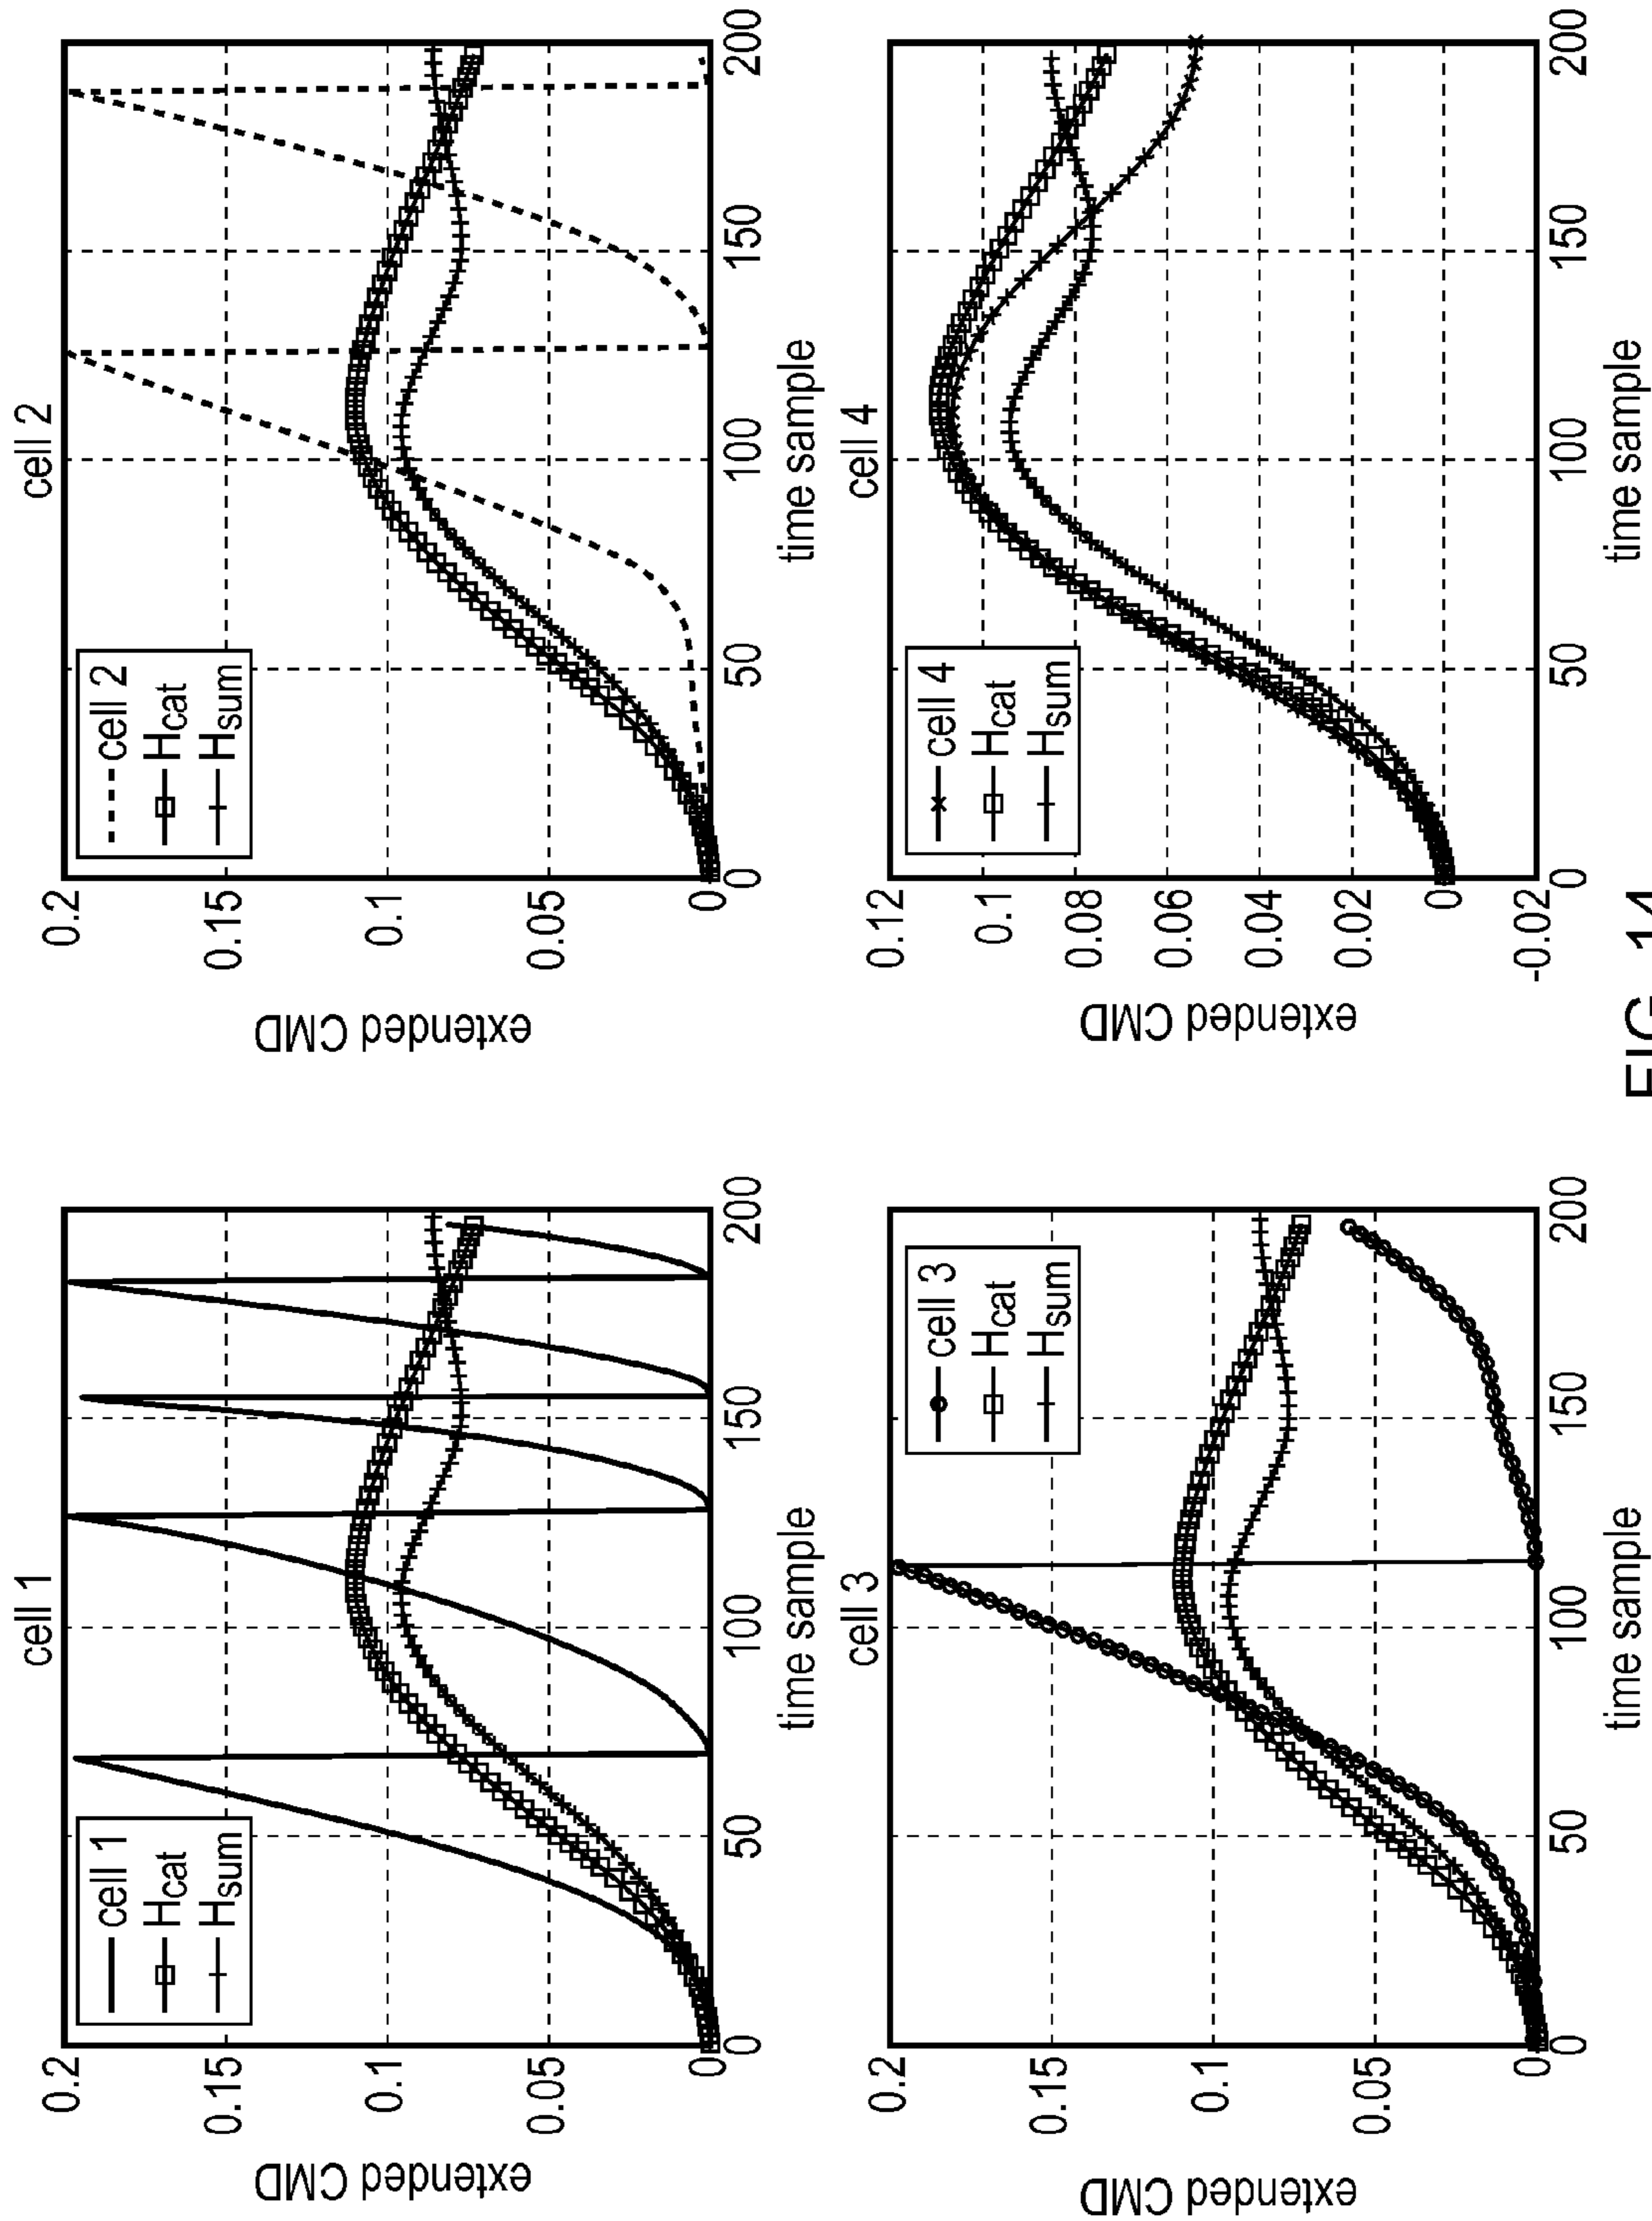 cell 1
extended CMD
0.2
0.15
0.1
0.05
0
cell 1
Hcat
Hsum
0 50 100 150 200
time sample
cell 2
extended CMD
0.2
0.15
0.1
0.05
0
cell 2
Hcat
Hsum
0 50 100 150 200
time sample
cell 3
extended CMD
0.2
0.15
0.1
0.05
0
cell 3
Hcat
Hsum
0 50 100 150 200
time sample
cell 4
extended CMD
0.12
0.1
0.08
0.06
0.04
0.02
0
-0.02
cell 4
Hcat
Hsum
0 50 100 150 200
time sample
FIG. 14